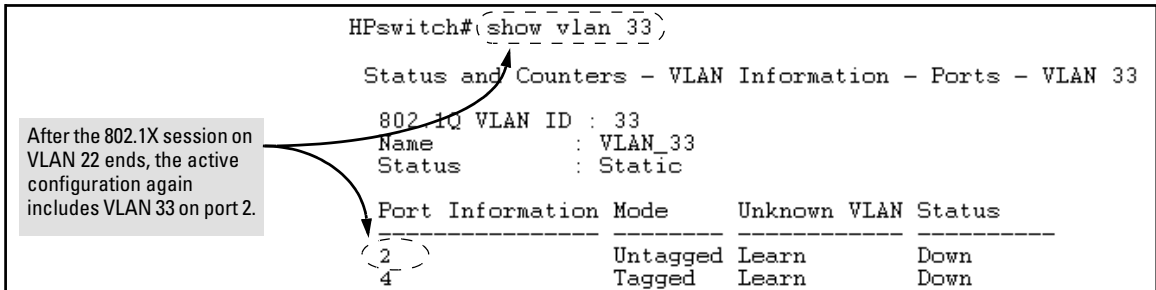 HPswitch# show vlan 33
Status and Counters - VLAN Information - Ports - VLAN 33
802.1Q VLAN ID : 33
Name : VLAN_33
Status : Static
After the 802.1X session on
VLAN 22 ends, the active
configuration again
includes VLAN 33 on port 2.
Port Information Mode Unknown VLAN Status
---------------- -------- ------------ ----------
2 Untagged Learn Down
4 Tagged Learn Down